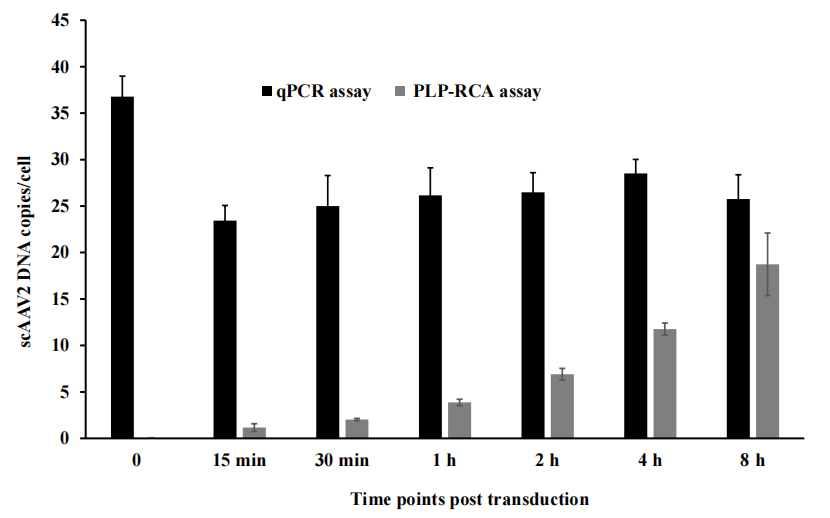 45
40
35
30
25
20
15
10
5
0
scAAV2 DNA copies/cell
qPCR assay PLP-RCA assay
0 15 min 30 min 1 h 2 h 4 h 8 h
Time points post transduction